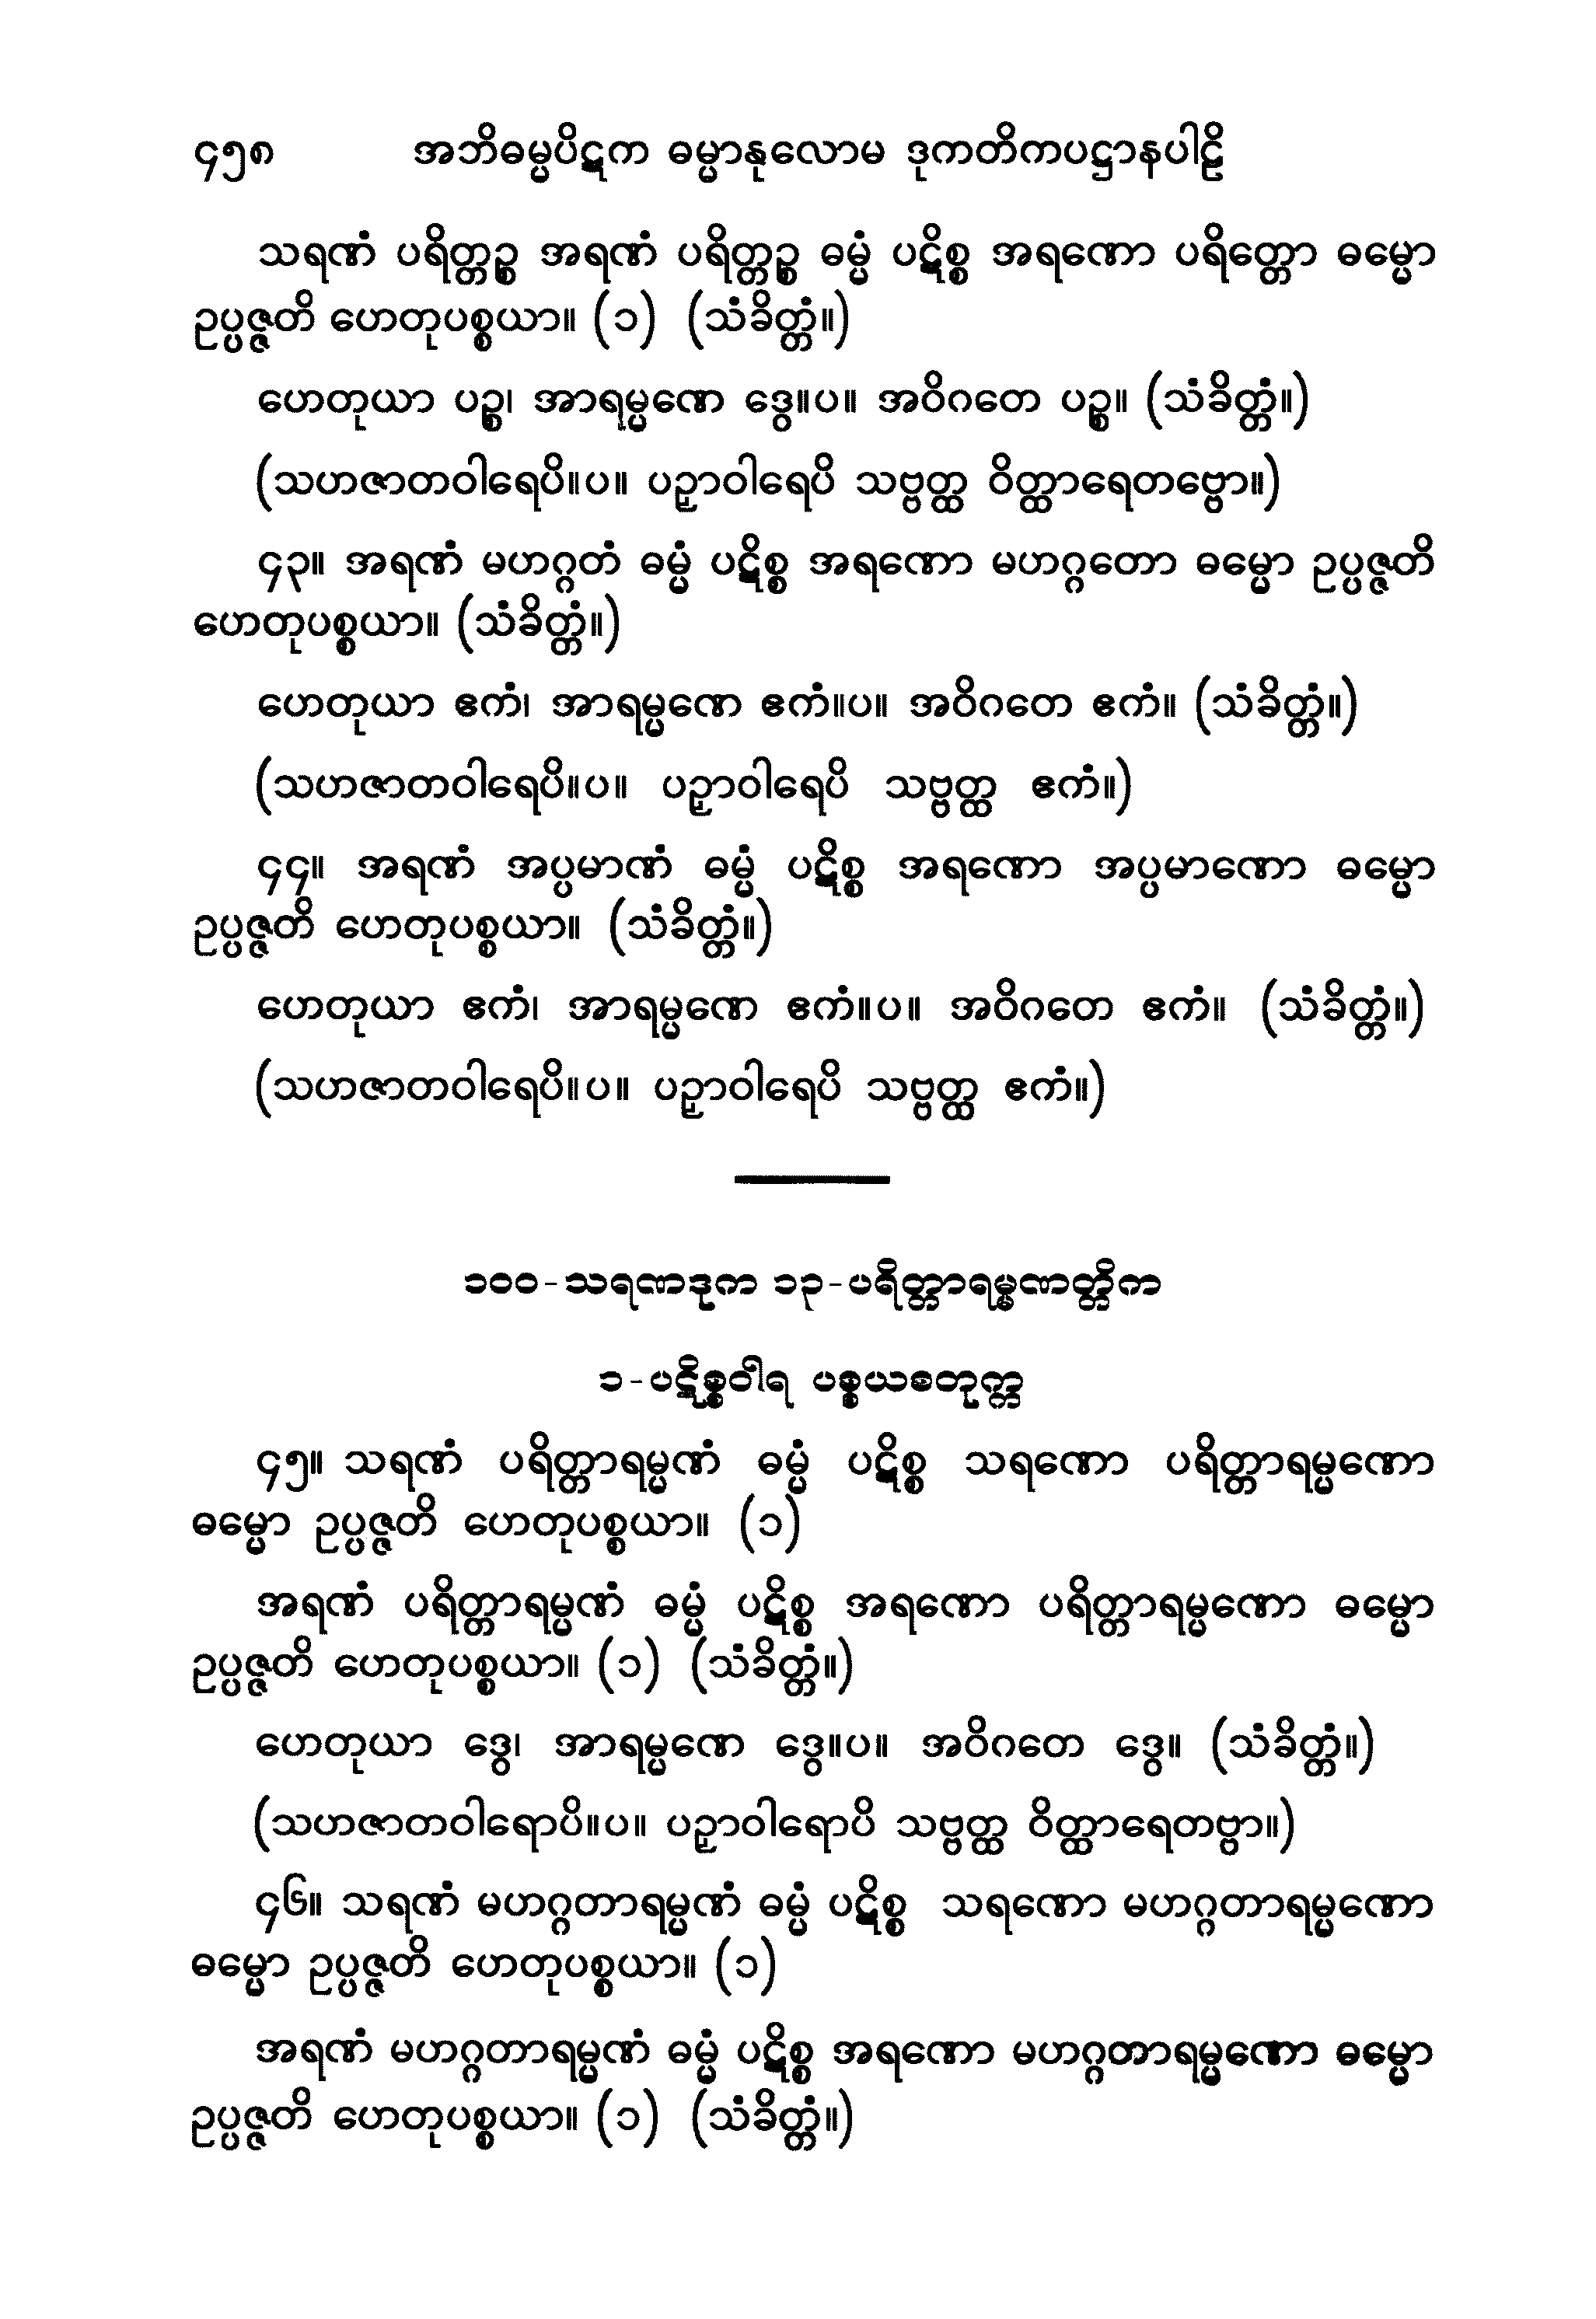 ၄၅၈ အဘိဓမ္မပိဋက ဓမ္မာနုလောမ ဒုကတိကပဋ္ဌာနပါဠိ
သရဏံ ပရိတ္တဉ္စ အရဏံ ပရိတ္တဉ္စ ဓမ္မံ ပဋိစ္စ အရဏော ပရိတ္တော ဓမ္မော
ဥပ္ပဇ္ဇတိ ဟေတုပစ္စယာ။ (၁) (သံခိတ္တံ။)
ဟေတုယာ ပဉ္စ၊ အာရမ္မဏေ ဒွေ။ပ။ အဝိဂတေ ပဉ္စ။ (သံခိတ္တံ။)
(သဟဇာတဝါရေပိ။ပ။ ပဉှာဝါရေပိ သဗ္ဗတ္ထ ဝိတ္ထာရေတဗ္ဗော။)
၄၃။ အရဏံ မဟဂ္ဂတံ ဓမ္မံ ပဋိစ္စ အရဏော မဟဂ္ဂတော ဓမ္မော ဥပ္ပဇ္ဇတိ
ဟေတုပစ္စယာ။ (သံခိတ္တံ။)
ဟေတုယာ ဧကံ၊ အာရမ္မဏေ ဧကံ။ပ။ အဝိဂတေ ဧကံ။ (သံခိတ္တံ။)
(သဟဇာတဝါရေပိ။ပ။ ပဉှာဝါရေပိ သဗ္ဗတ္ထ ဧကံ။)
၄၄။ အရဏံ အပ္ပမာဏံ ဓမ္မံ ပဋိစ္စ အရဏော အပ္ပမာဏော ဓမ္မော
ဥပ္ပဇ္ဇတိ ဟေတုပစ္စယာ။ (သံခိတ္တံ။)
ဟေတုယာ ဧကံ၊ အာရမ္မဏေ ဧကံ။ပ။ အဝိဂတေ ဧကံ။ (သံခိတ္တံ။)
(သဟဇာတဝါရေပိ။ပ။ ပဉှာဝါရေပိ သဗ္ဗတ္ထ ဧကံ။)
၁၀၀-သရဏဒုက ၁၃-ပရိတ္တာရမ္မဏတ္တိက
၁-ပဋိစ္စဝါရ ပစ္စယစတုက္က
၄၅။ သရဏံ ပရိတ္တာရမ္မဏံ ဓမ္မံ ပဋိစ္စ သရဏော ပရိတ္တာရမ္မဏော
ဓမ္မော ဥပ္ပဇ္ဇတိ ဟေတုပစ္စယာ။ (၁)
အရဏံ ပရိတ္တာရမ္မဏံ ဓမ္မံ ပဋိစ္စ အရဏော ပရိတ္တာရမ္မဏော ဓမ္မော
ဥပ္ပဇ္ဇတိ ဟေတုပစ္စယာ။ (၁) (သံခိတ္တံ။)
ဟေတုယာ ဒွေ၊ အာရမ္မဏေ ဒွေ။ပ။ အဝိဂတေ ဒွေ။ (သံခိတ္တံ။)
(သဟဇာတဝါရောပိ။ပ။ ပဉှာဝါရောပိ သဗ္ဗတ္ထ ဝိတ္ထာရေတဗ္ဗာ။)
၄၆။ သရဏံ မဟဂ္ဂတာရမ္မဏံ ဓမ္မံ ပဋိစ္စ သရဏော မဟဂ္ဂတာရမ္မဏော
ဓမ္မော ဥပ္ပဇ္ဇတိ ဟေတုပစ္စယာ။ (၁)
အရဏံ မဟဂ္ဂတာရမ္မဏံ ဓမ္မံ ပဋိစ္စ အရဏော မဟဂ္ဂတာရမ္မဏော ဓမ္မော
ဥပ္ပဇ္ဇတိ ဟေတုပစ္စယာ။ (၁) (သံခိတ္တံ။)